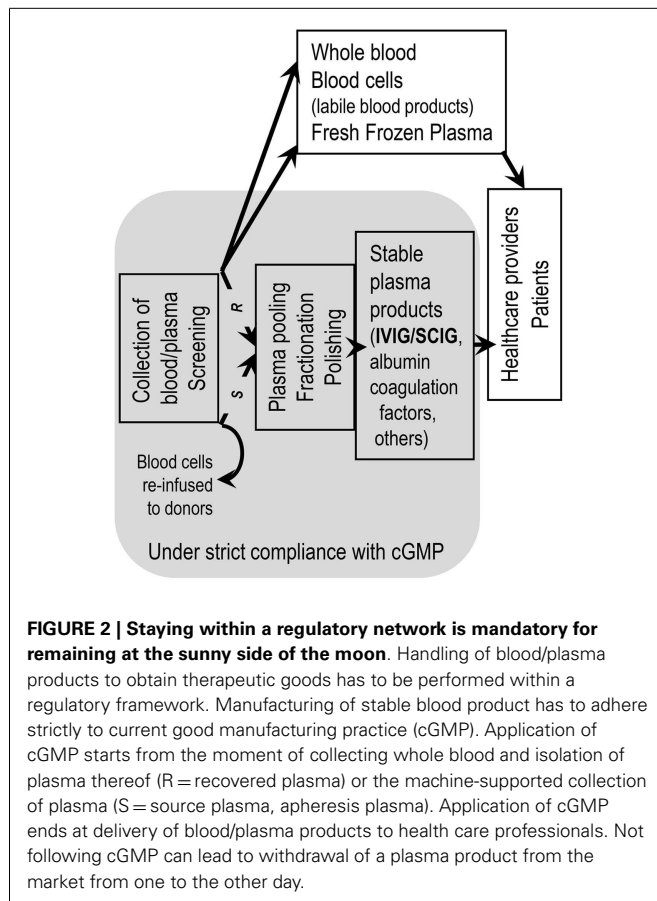 Whole blood
Blood cells
(labile blood products)
Fresh Frozen Plasma
Collection of
blood/plasma
Screening
R
S
Plasma pooling
Fractionation
Polishing
Stable
plasma
products
(IVIG/SCIG,
albumin
coagulation
factors,
others)
Healthcare providers
Patients
Blood cells
re-infused
to donors
Under strict compliance with cGMP
FIGURE 2 | Staying within a regulatory network is mandatory for
remaining at the sunny side of the moon. Handling of blood/plasma
products to obtain therapeutic goods has to be performed within a
regulatory framework. Manufacturing of stable blood product has to adhere
strictly to current good manufacturing practice (cGMP). Application of
cGMP starts from the moment of collecting whole blood and isolation of
plasma thereof (R = recovered plasma) or the machine-supported collection
of plasma (S = source plasma, apheresis plasma). Application of cGMP
ends at delivery of blood/plasma products to health care professionals. Not
following cGMP can lead to withdrawal of a plasma product from the
market from one to the other day.